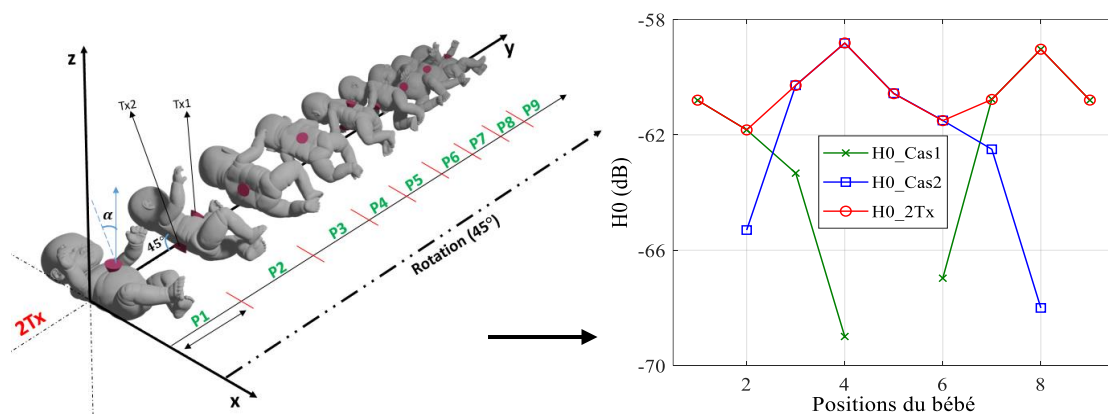 z
y
Tx2
Tx1
α
45°
2Tx
P1
P2
P3
P4
P5
P6
P7
P8
P9
Rotation (45°)
x
-58
-62
-66
-70
H0 (dB)
H0_Cas1
H0_Cas2
H0_2Tx
2
4
6
8
Positions du bébé